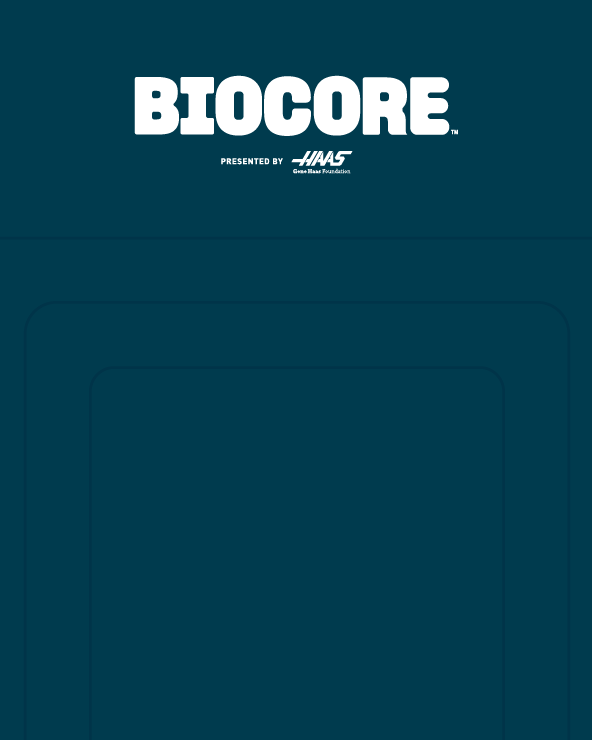 BIOCORE™
PRESENTED BY HAAS
Gene Haas Foundation